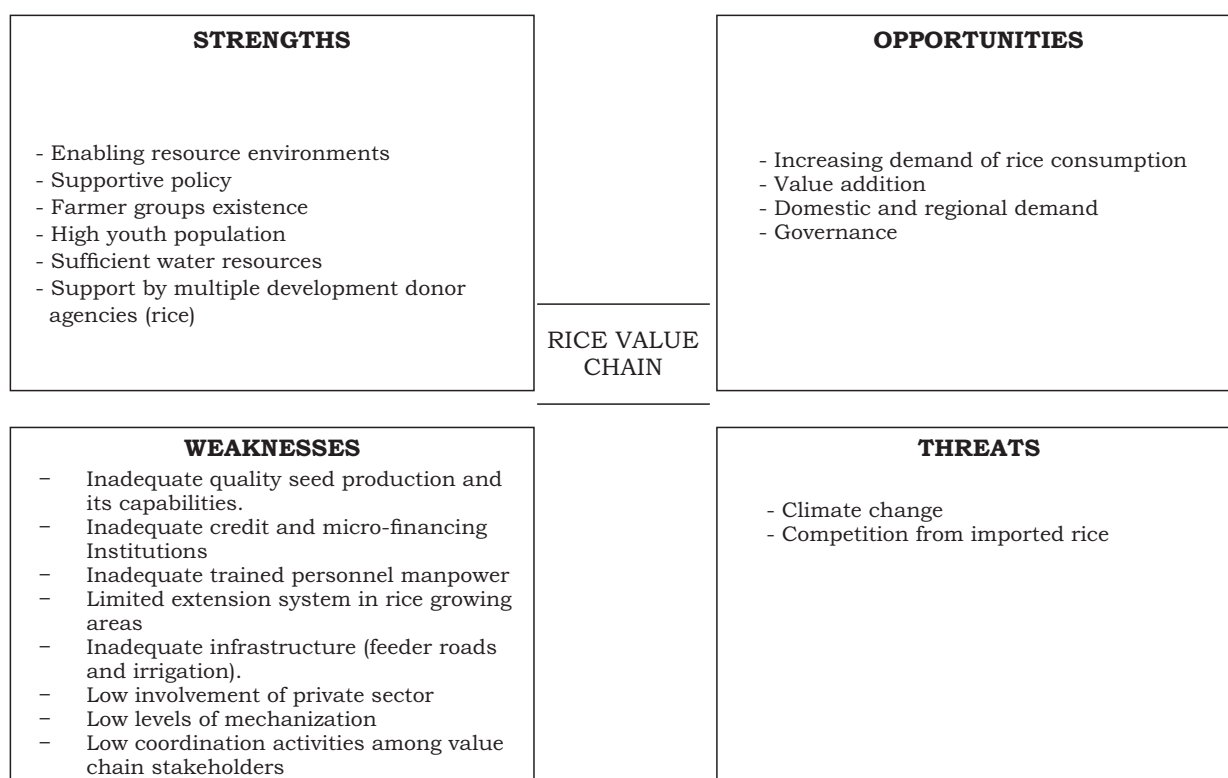 STRENGTHS
- Enabling resource environments
- Supportive policy
- Farmer groups existence
- High youth population
- Sufficient water resources
- Support by multiple development donor
agencies (rice)
OPPORTUNITIES
- Increasing demand of rice consumption
- Value addition
- Domestic and regional demand
- Governance
RICE VALUE
CHAIN
WEAKNESSES
– Inadequate quality seed production and
its capabilities.
– Inadequate credit and micro-financing
Institutions
– Inadequate trained personnel manpower
– Limited extension system in rice growing
areas
– Inadequate infrastructure (feeder roads
and irrigation).
– Low involvement of private sector
– Low levels of mechanization
– Low coordination activities among value
chain stakeholders
THREATS
- Climate change
- Competition from imported rice